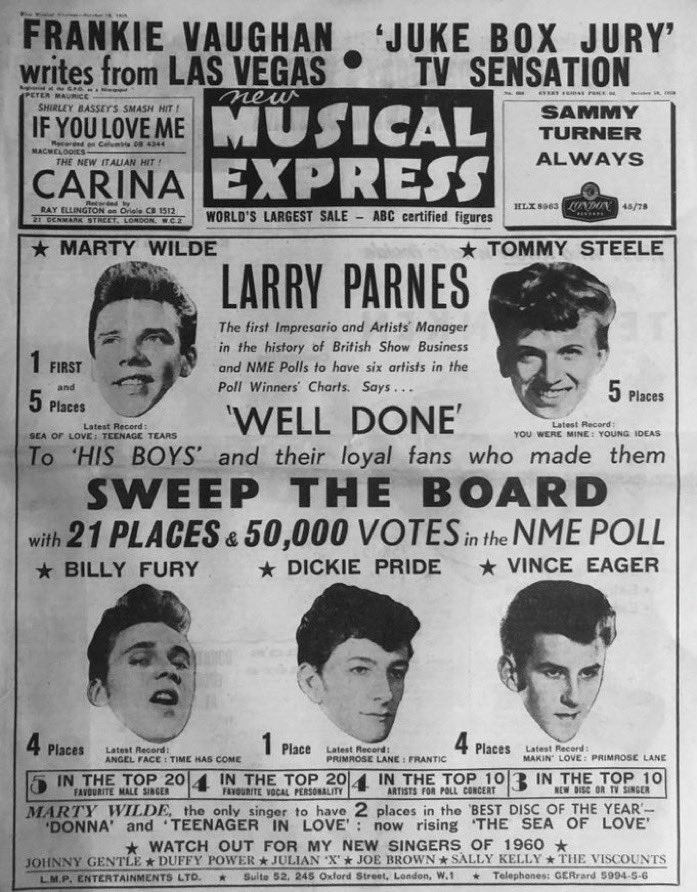 FRANKIE VAUGHAN • 'JUKE BOX JURY'
writes from LAS VEGAS TV SENSATION
Registered at the G.P.O. as a Newspaper
PETER MAURICE
SHIRLEY BASSEY'S SMASH HIT!
IF YOU LOVE ME
Recorded on Columbia DB 4344
MACMELODIES
THE NEW ITALIAN HIT!
CARINA
Recorded by
RAY ELLINGTON on Oriole CB 1512
21 DENMARK STREET, LONDON, W.C.2
new
MUSICAL
EXPRESS
WORLD'S LARGEST SALE – ABC certified figures
EVERY FRIDAY PRICE 6d.
SAMMY
TURNER
ALWAYS
HLX 8963 LONDON RECORDS 45/78
★ MARTY WILDE
★ TOMMY STEELE
LARRY PARNES
The first Impresario and Artists' Manager
in the history of British Show Business
and NME Polls to have six artists in the
Poll Winners' Charts. Says ...
1 FIRST
and
5 Places
5 Places
Latest Record:
SEA OF LOVE : TEENAGE TEARS
Latest Record:
YOU WERE MINE : YOUNG IDEAS
'WELL DONE'
To 'HIS BOYS' and their loyal fans who made them
SWEEP THE BOARD
with 21 PLACES & 50,000 VOTES in the NME POLL
★ BILLY FURY ★ DICKIE PRIDE ★ VINCE EAGER
4 Places
Latest Record:
ANGEL FACE : TIME HAS COME
1 Place
Latest Record:
PRIMROSE LANE : FRANTIC
4 Places
Latest Record:
MAKIN' LOVE : PRIMROSE LANE
5 IN THE TOP 20 FAVOURITE MALE SINGER
4 IN THE TOP 20 FAVOURITE VOCAL PERSONALITY
4 IN THE TOP 10 ARTISTS FOR POLL CONCERT
3 IN THE TOP 10 NEW DISC OR TV SINGER
MARTY WILDE, the only singer to have 2 places in the 'BEST DISC OF THE YEAR'—
'DONNA' and 'TEENAGER IN LOVE' : now rising 'THE SEA OF LOVE'
★ WATCH OUT FOR MY NEW SINGERS OF 1960 ★
JOHNNY GENTLE ★ DUFFY POWER ★ JULIAN 'X' ★ JOE BROWN ★ SALLY KELLY ★ THE VISCOUNTS
L.M.P. ENTERTAINMENTS LTD. ★ Suite 52, 245 Oxford Street, London, W.1 ★ Telephones: GERrard 5994-5-6